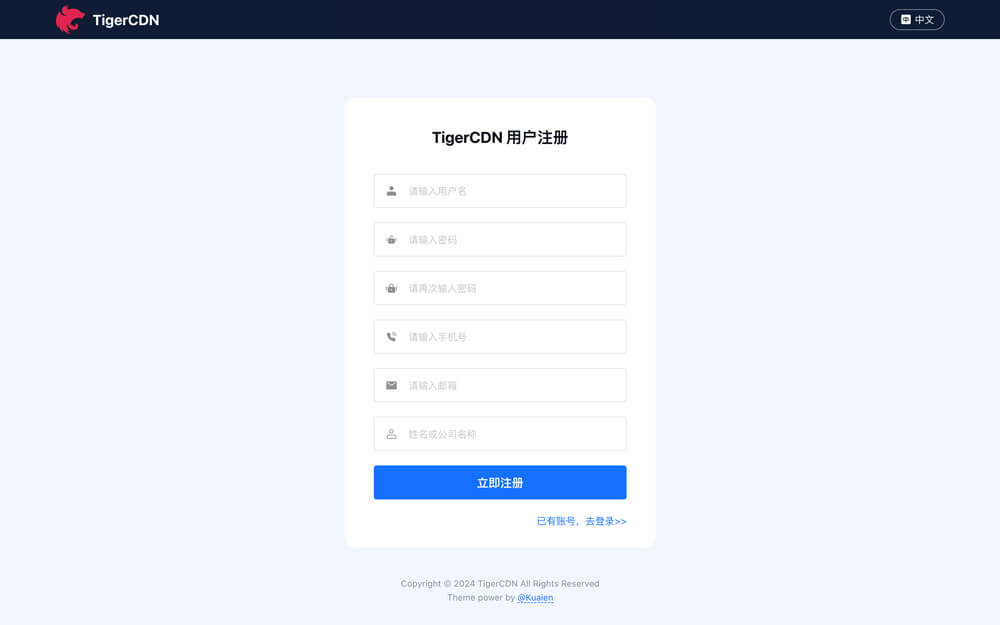 TigerCDN
中文
TigerCDN 用户注册
请输入用户名
请输入密码
请再次输入密码
请输入手机号
请输入邮箱
姓名或公司名称
立即注册
已有账号，去登录>>
Copyright © 2024 TigerCDN All Rights Reserved
Theme power by @Kuaien